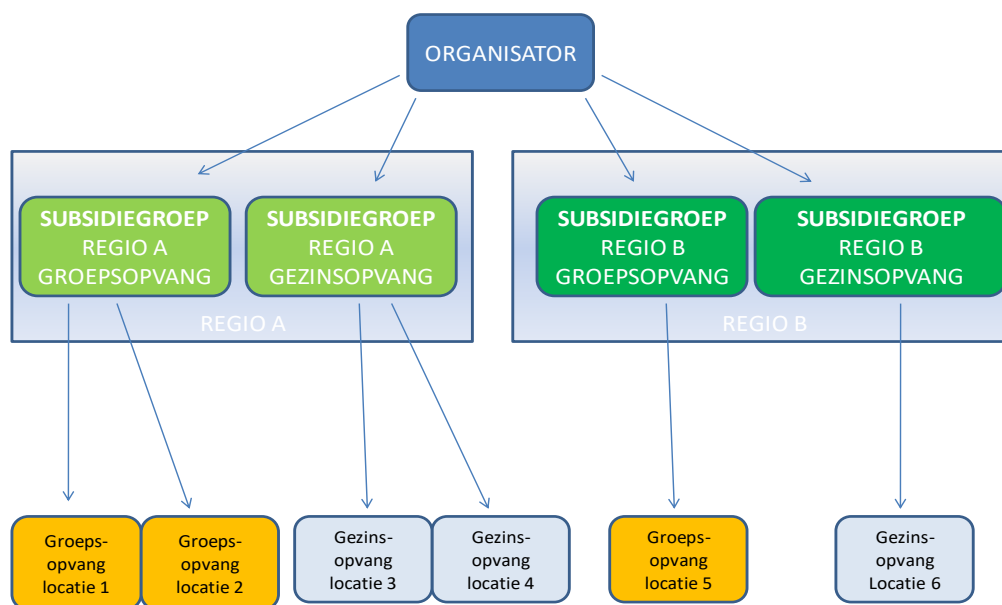 ORGANISATOR
SUBSIDIEGROEP
REGIO A
GROEPSOPVANG
SUBSIDIEGROEP
REGIO A
GEZINSOPVANG
REGIO A
SUBSIDIEGROEP
REGIO B
GROEPSOPVANG
SUBSIDIEGROEP
REGIO B
GEZINSOPVANG
REGIO B
Groeps-
opvang
locatie 1
Groeps-
opvang
locatie 2
Gezins-
opvang
locatie 3
Gezins-
opvang
locatie 4
Groeps-
opvang
locatie 5
Gezins-
opvang
Locatie 6